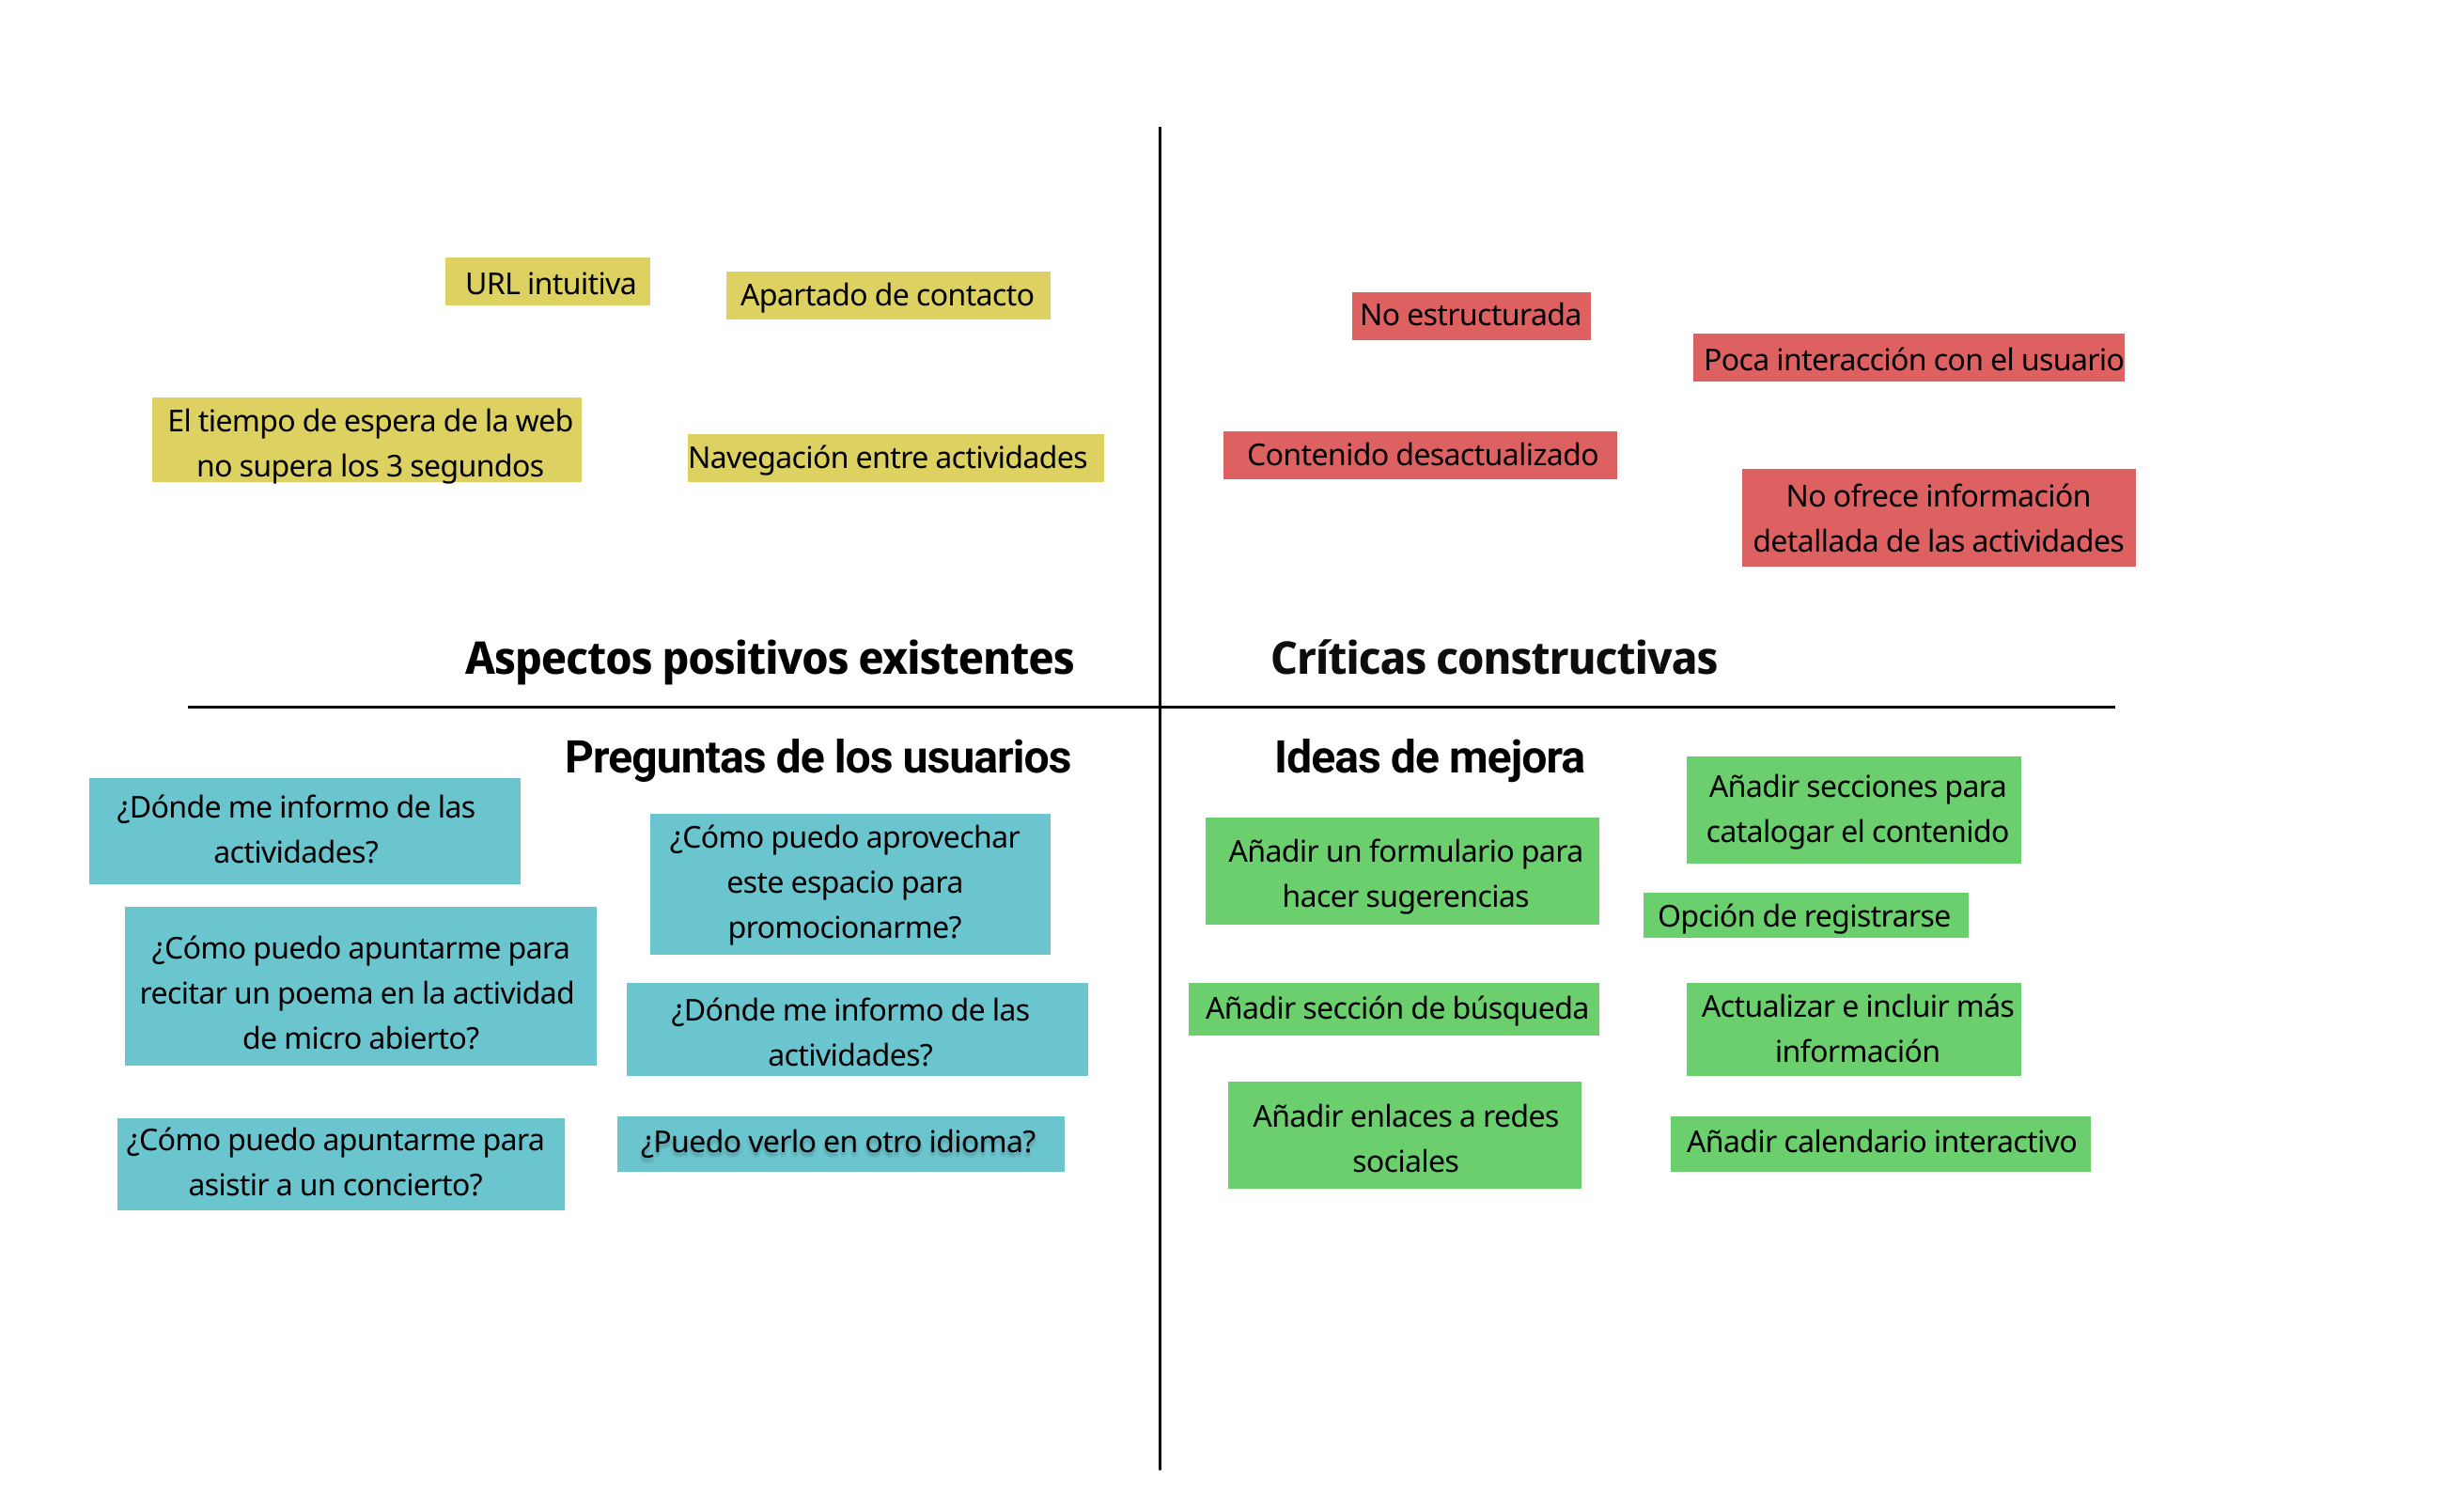 URL intuitiva
Apartado de contacto
El tiempo de espera de la web
no supera los 3 segundos
Navegación entre actividades
Aspectos positivos existentes
No estructurada
Poca interacción con el usuario
Contenido desactualizado
No ofrece información
detallada de las actividades
Críticas constructivas
Preguntas de los usuarios
¿Dónde me informo de las
actividades?
¿Cómo puedo aprovechar
este espacio para
promocionarme?
¿Cómo puedo apuntarme para
recitar un poema en la actividad
de micro abierto?
¿Dónde me informo de las
actividades?
¿Cómo puedo apuntarme para
asistir a un concierto?
¿Puedo verlo en otro idioma?
Ideas de mejora
Añadir secciones para
catalogar el contenido
Añadir un formulario para
hacer sugerencias
Opción de registrarse
Añadir sección de búsqueda
Actualizar e incluir más
información
Añadir enlaces a redes
sociales
Añadir calendario interactivo